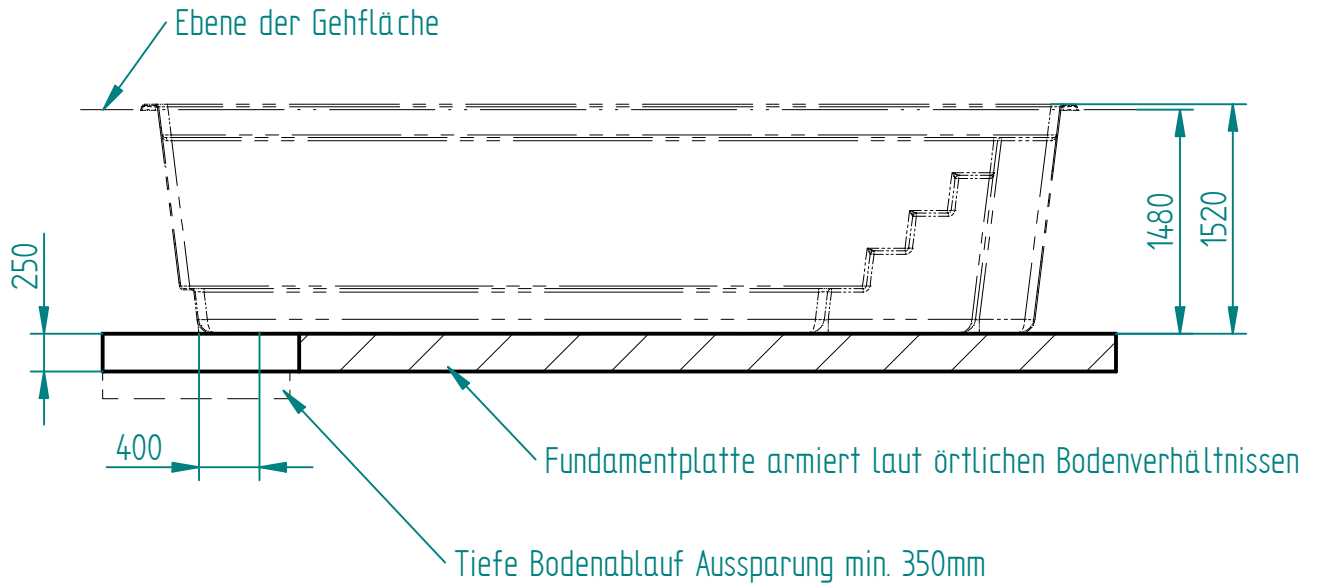 Ebene der Gehfläche
1480
1520
250
400
Fundamentplatte armiert laut örtlichen Bodenverhältnissen
Tiefe Bodenablauf Aussparung min. 350mm